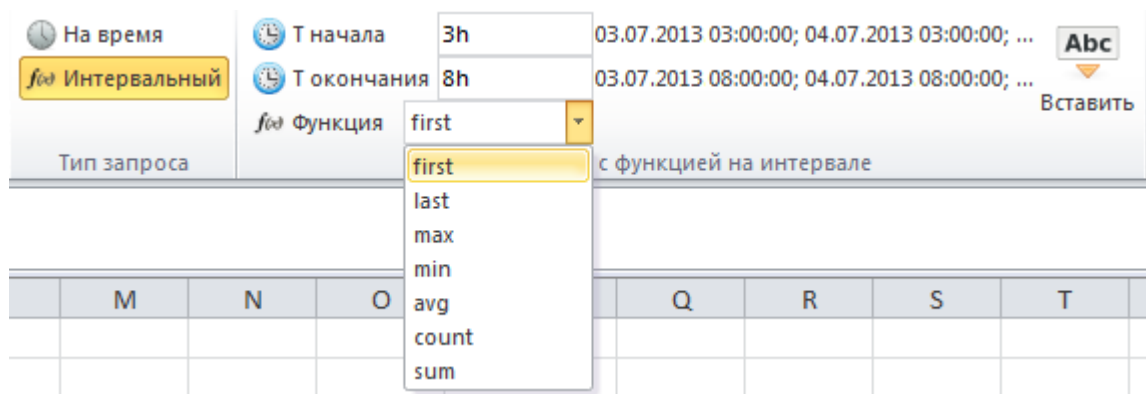 На время
Т начала 3h 03.07.2013 03:00:00; 04.07.2013 03:00:00; ...
Abc
f(x) Интервальный
Т окончания 8h 03.07.2013 08:00:00; 04.07.2013 08:00:00; ...
Вставить
f(x) Функция first
Тип запроса
с функцией на интервале
first
last
max
min
avg
count
sum
M N O Q R S T